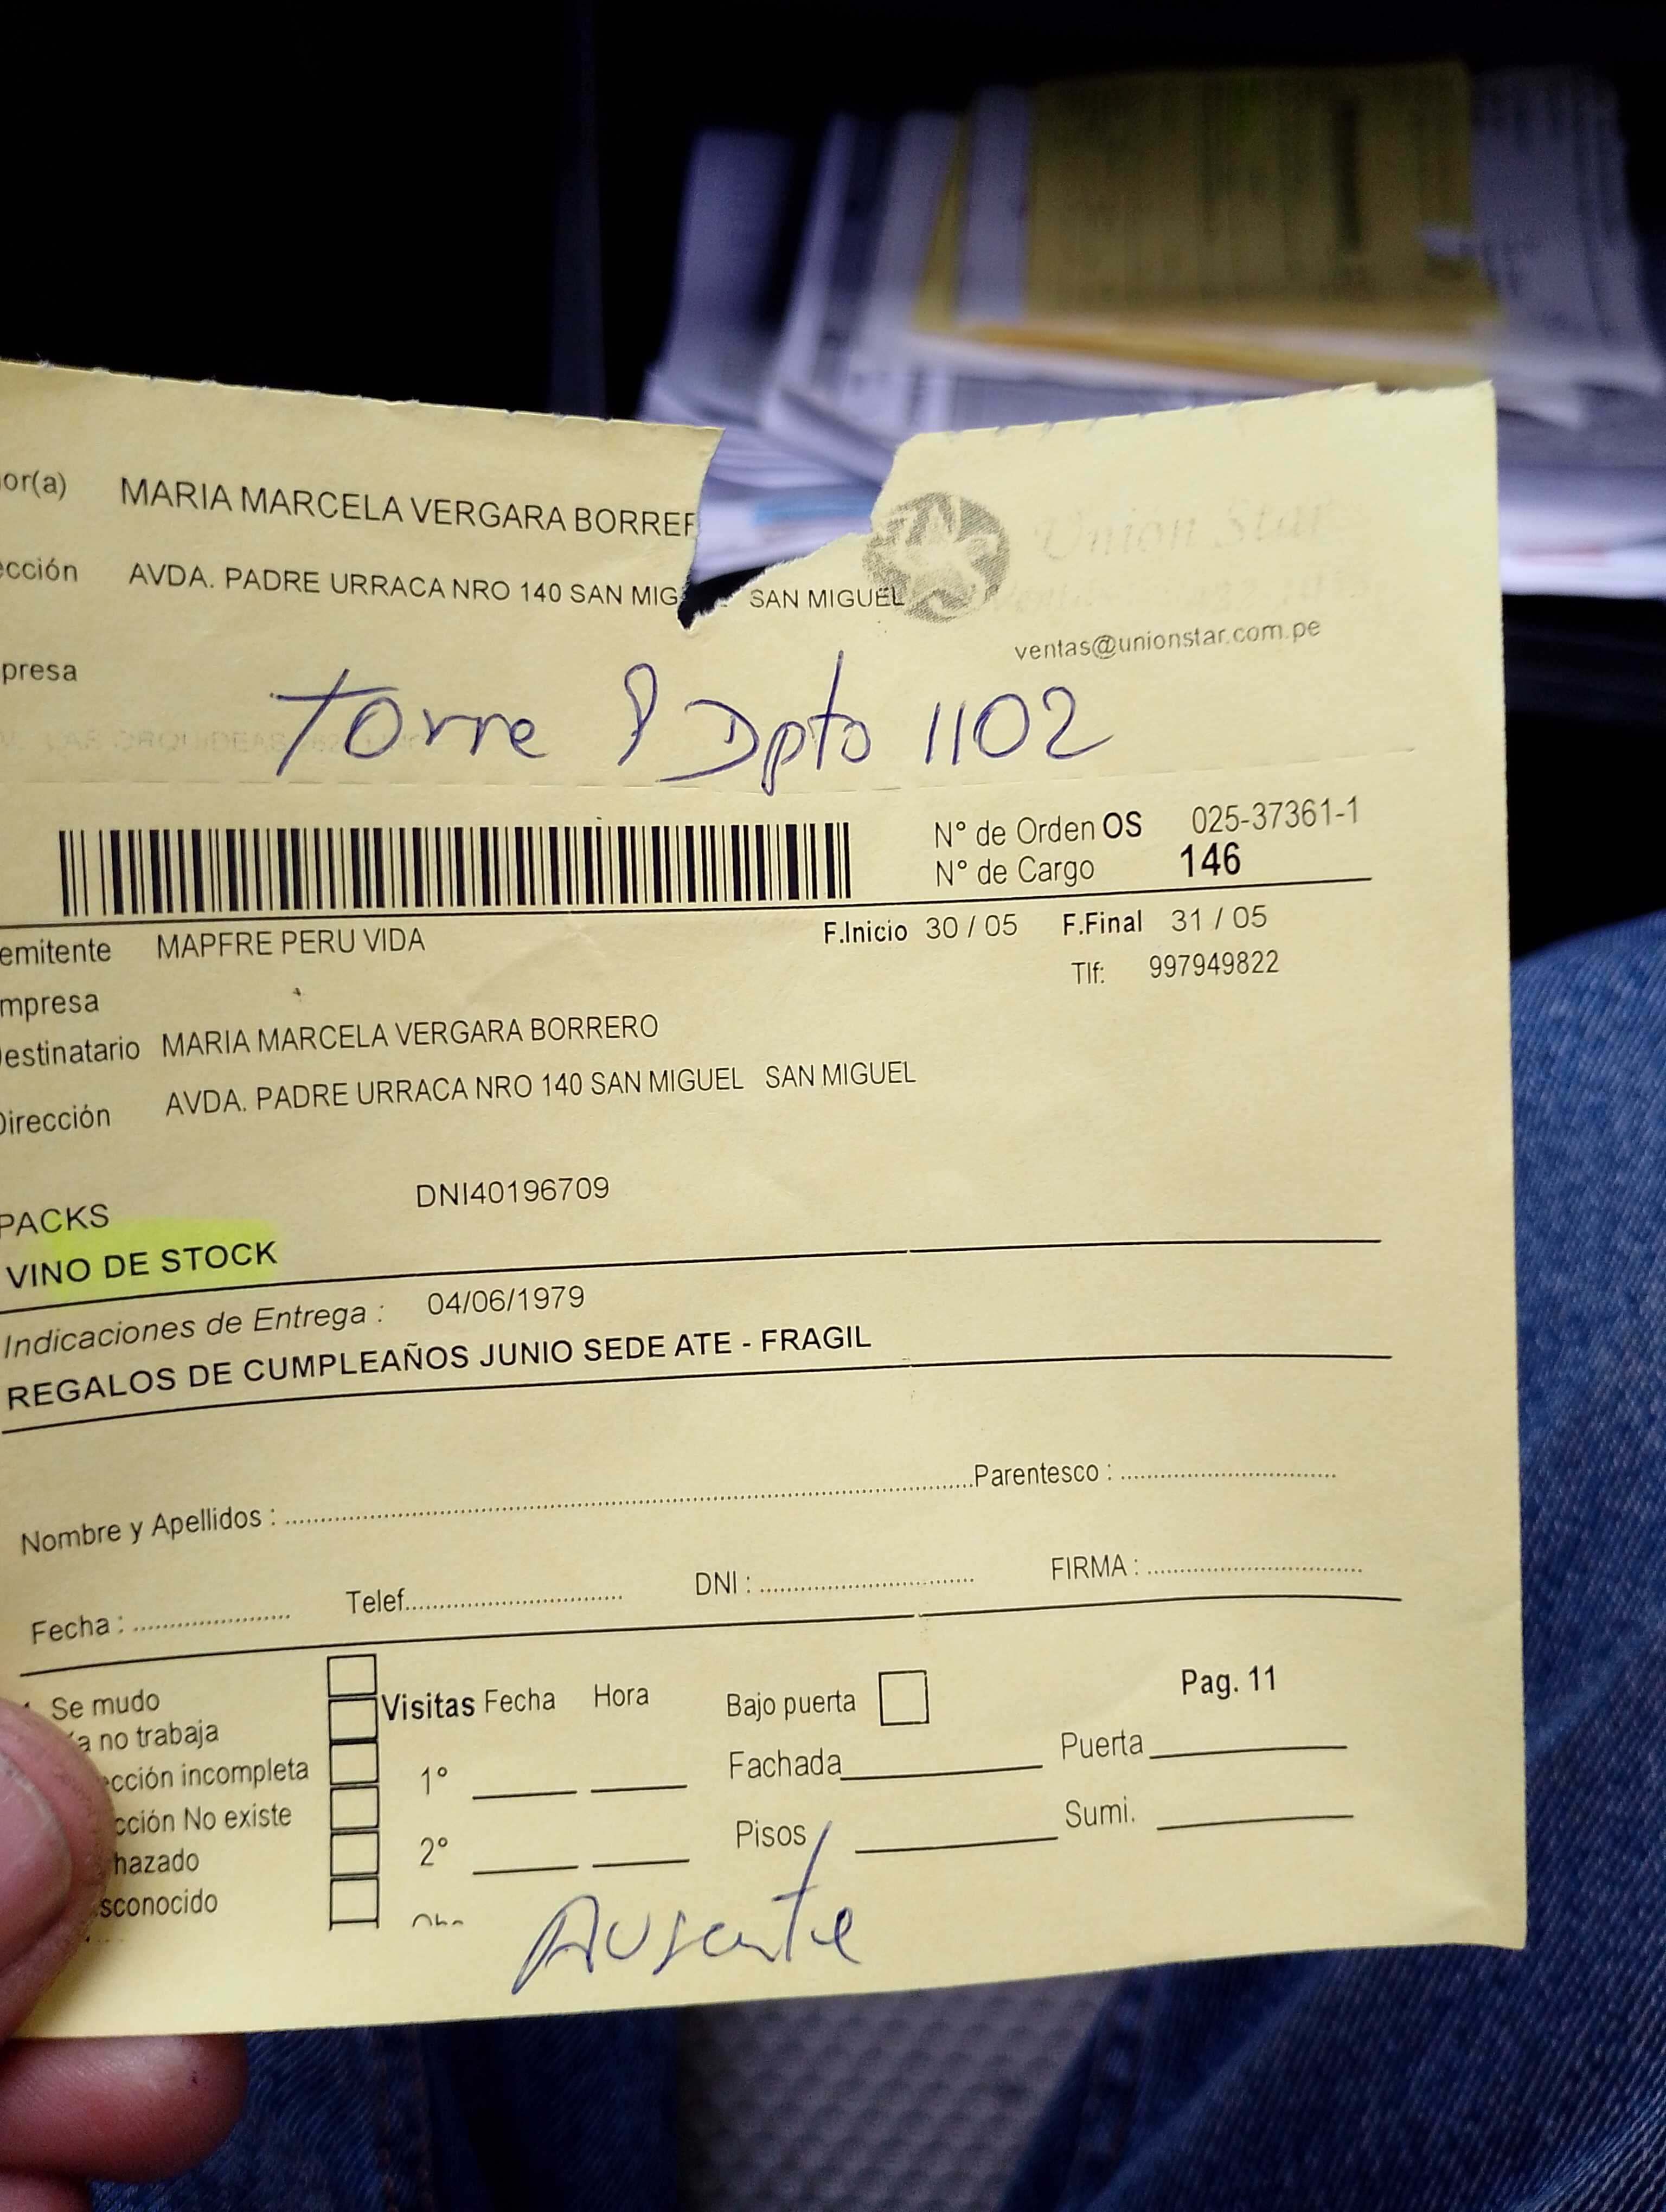 or(a) MARIA MARCELA VERGARA BORRER
ección AVDA. PADRE URRACA NRO 140 SAN MIG SAN MIGUEL
Union Star
ventas@unionstar.com.pe
presa
Torre 8 Dpto 1102
N° de Orden OS 025-37361-1
N° de Cargo 146
emitente MAPFRE PERU VIDA F.Inicio 30 / 05 F.Final 31 / 05
Tlf: 997949822
mpresa
estinatario MARIA MARCELA VERGARA BORRERO
Dirección AVDA. PADRE URRACA NRO 140 SAN MIGUEL SAN MIGUEL
DNI40196709
PACKS
VINO DE STOCK
Indicaciones de Entrega : 04/06/1979
REGALOS DE CUMPLEAÑOS JUNIO SEDE ATE - FRAGIL
Nombre y Apellidos : Parentesco :
Fecha : Telef. DNI : FIRMA :
Se mudo Visitas Fecha Hora Bajo puerta Pag. 11
a no trabaja
ección incompleta 1° Fachada Puerta
cción No existe
hazado 2° Pisos Sumi.
sconocido
Ausente